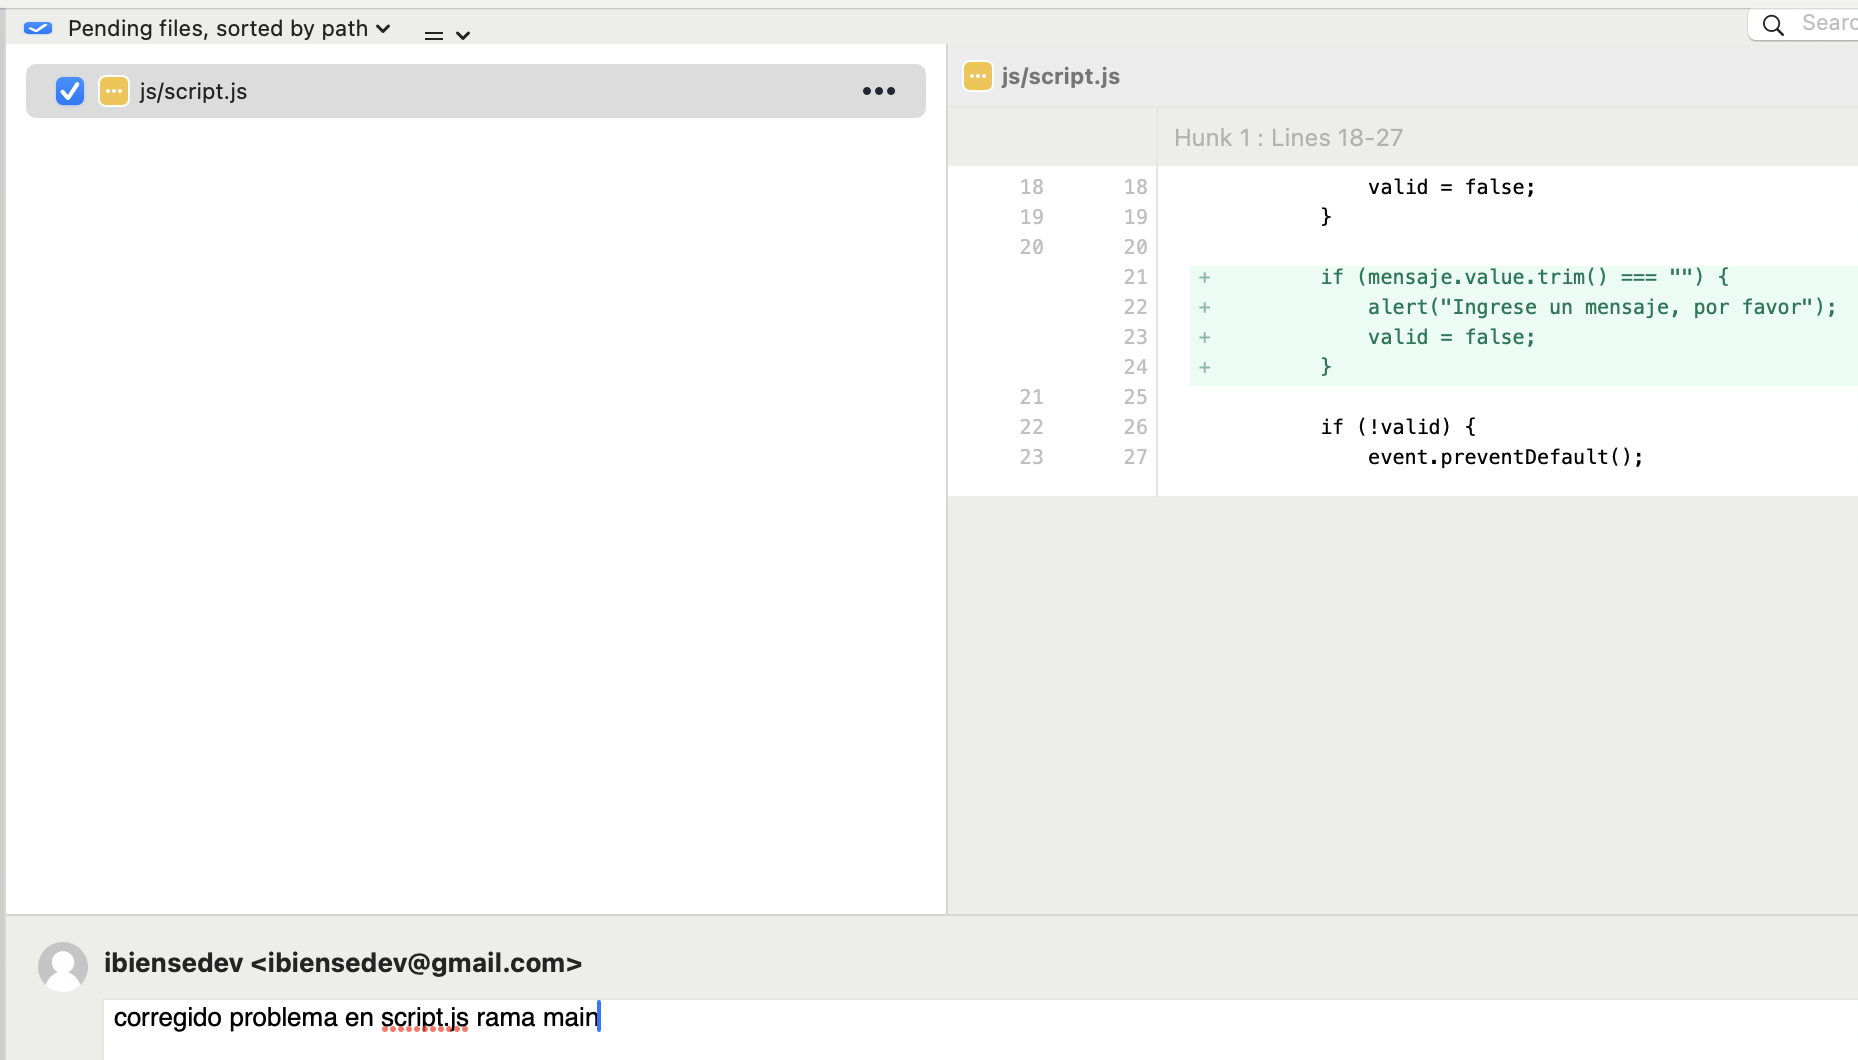 Pending files, sorted by path
js/script.js
js/script.js
Hunk 1 : Lines 18-27
18 18 valid = false;
19 19 }
20 20
21 + if (mensaje.value.trim() === "") {
22 + alert("Ingrese un mensaje, por favor");
23 + valid = false;
24 + }
21 25
22 26 if (!valid) {
23 27 event.preventDefault();
ibiensedev <ibiensedev@gmail.com>
corregido problema en script.js rama main